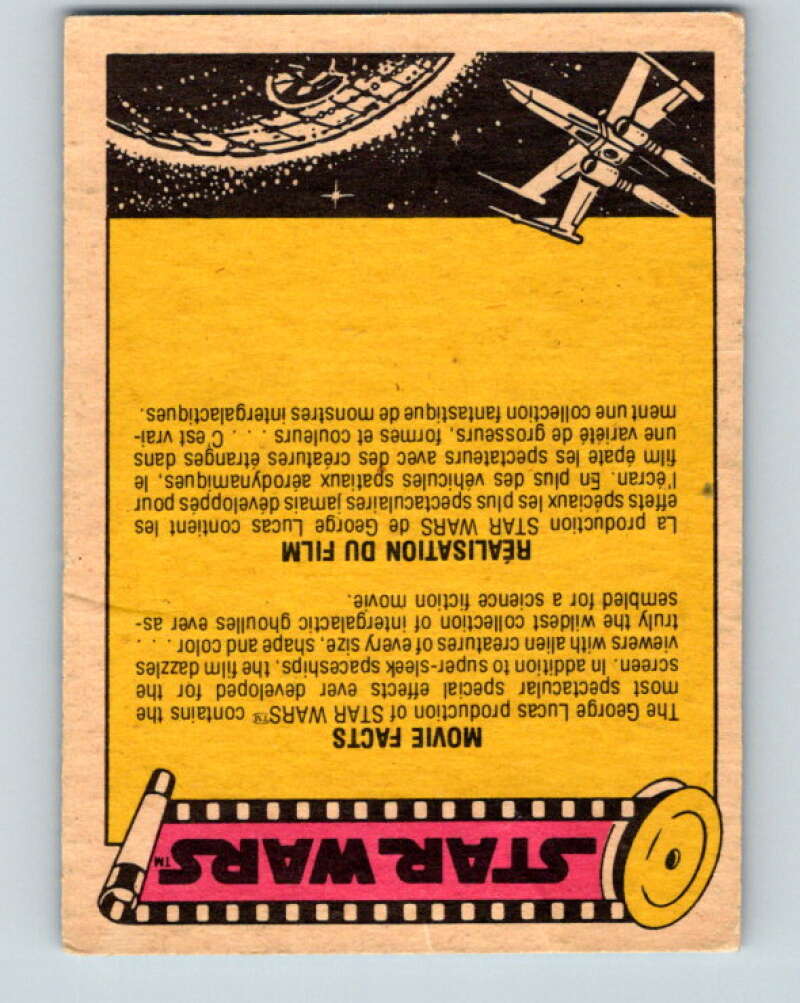 STAR WARS™
MOVIE FACTS
The George Lucas production of STAR WARS™ contains the
most spectacular special effects ever developed for the
screen. In addition to super-sleek spaceships, the film dazzles
viewers with alien creatures of every size, shape and color . . .
truly the wildest collection of intergalactic ghoulies ever as-
sembled for a science fiction movie.
RÉALISATION DU FILM
La production STAR WARS de George Lucas contient les
effets spéciaux les plus spectaculaires jamais développés pour
l'écran. En plus des véhicules spatiaux aérodynamiques, le
film épate les spectateurs avec des créatures étranges dans
une variété de grosseurs, formes et couleurs . . . C'est vrai-
ment une collection fantastique de monstres intergalactiques.